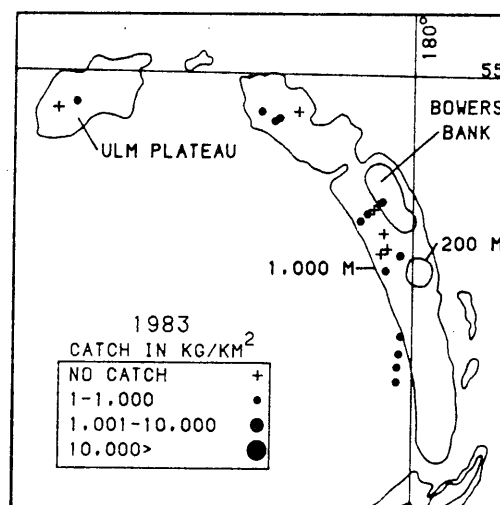 180°
55
BOWERS
BANK
ULM PLATEAU
200 M
1,000 M
1983
CATCH IN KG/KM²
NO CATCH +
1-1,000
1,001-10,000
10,000>